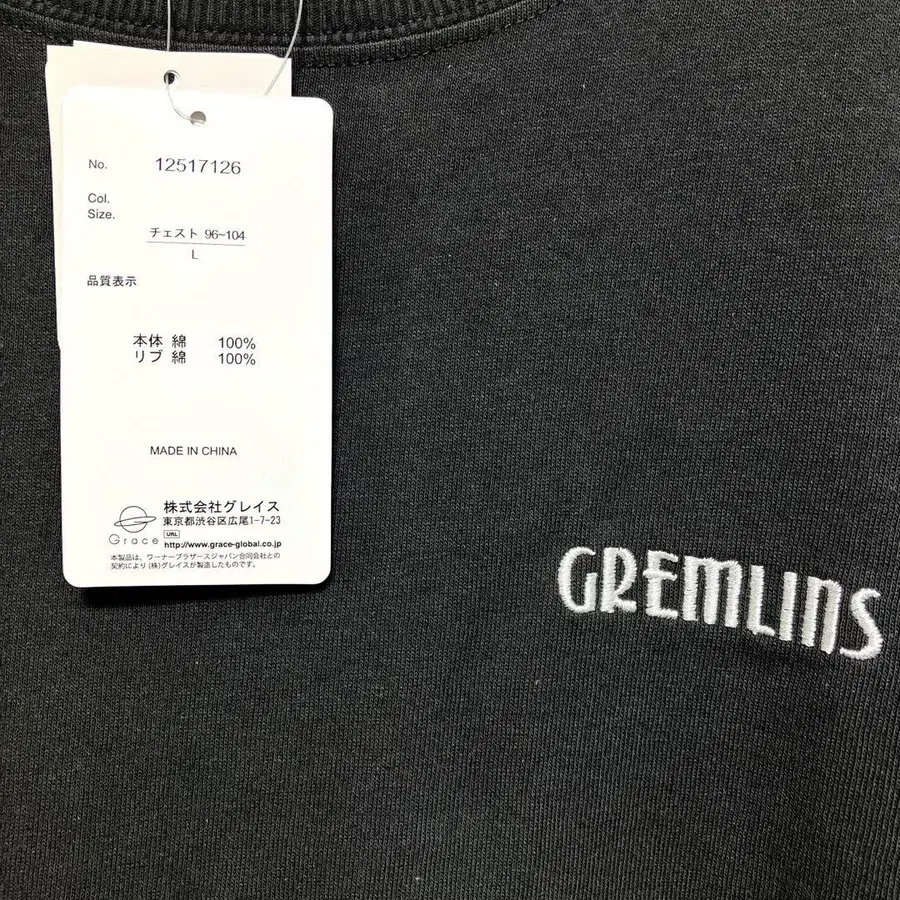 No. 12517126
Col.
Size.
チェスト 96~104
L
品質表示
本体 綿 100%
リブ 綿 100%
MADE IN CHINA
株式会社グレイス
東京都渋谷区広尾1-7-23
Grace
URL
http://www.grace-global.co.jp
本製品は、ワーナーブラザースジャパン合同会社との
契約により(株)グレイスが製造したものです。
GREMLINS